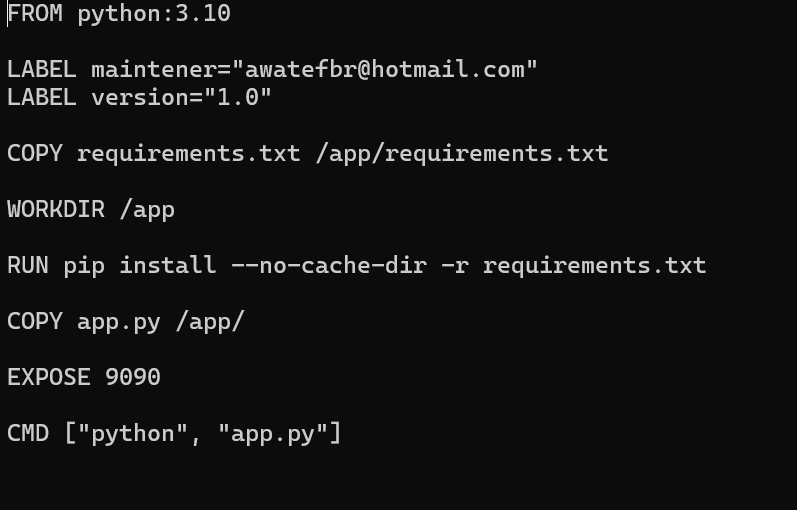 FROM python:3.10
LABEL maintener="awatefbr@hotmail.com"
LABEL version="1.0"
COPY requirements.txt /app/requirements.txt
WORKDIR /app
RUN pip install --no-cache-dir -r requirements.txt
COPY app.py /app/
EXPOSE 9090
CMD ["python", "app.py"]